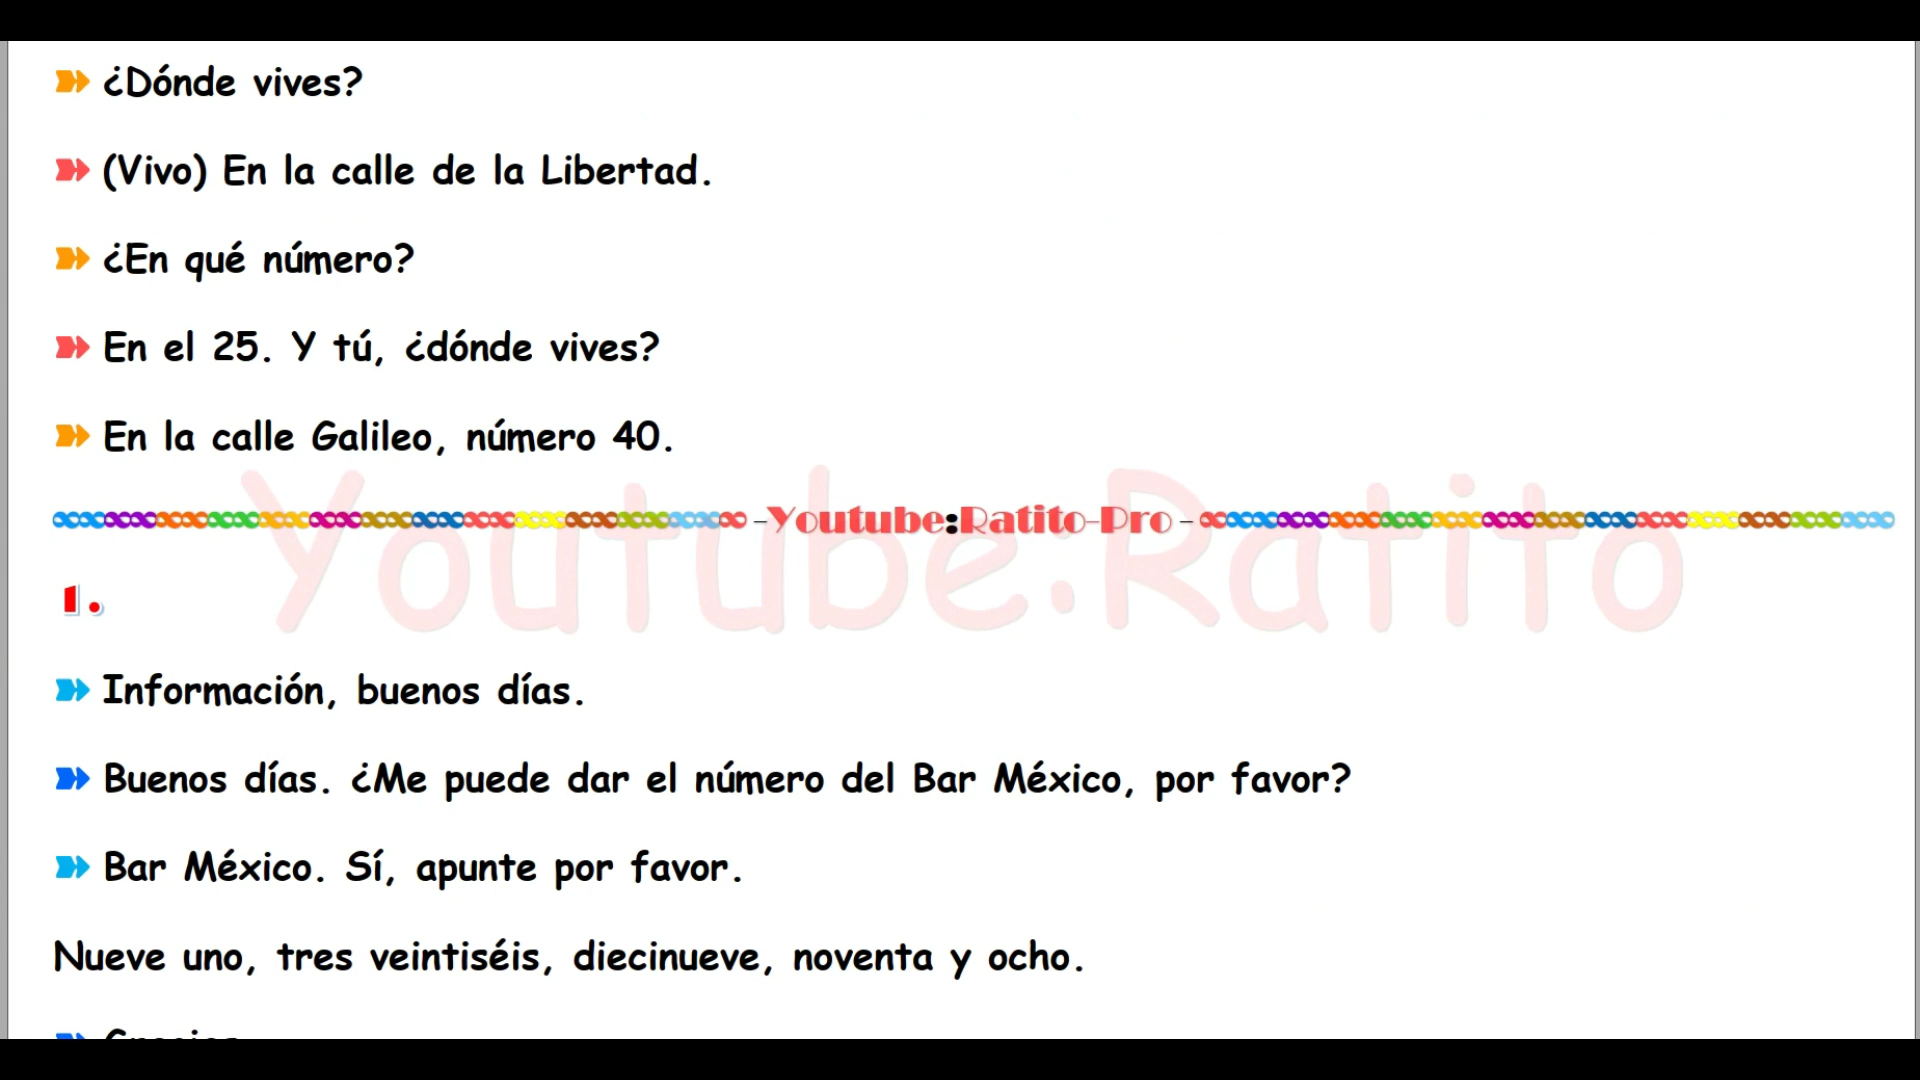 ¿Dónde vives?
(Vivo) En la calle de la Libertad.
¿En qué número?
En el 25. Y tú, ¿dónde vives?
En la calle Galileo, número 40.
-Youtube:Ratito-Pro-
Youtube:Ratito
1.
Información, buenos días.
Buenos días. ¿Me puede dar el número del Bar México, por favor?
Bar México. Sí, apunte por favor.
Nueve uno, tres veintiséis, diecinueve, noventa y ocho.